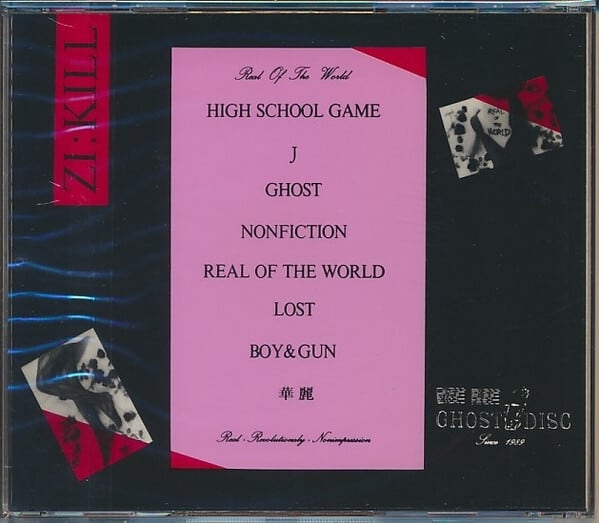 ZI:KILL
Real Of The World
HIGH SCHOOL GAME
J
GHOST
NONFICTION
REAL OF THE WORLD
LOST
BOY&GUN
華麗
Real・Revolutionaly・Nonimpression
REAL
OF
THE
WORLD
GHOST DISC
Since 1989